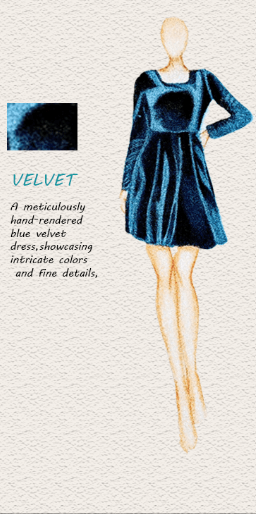 VELVET
A meticulously
hand-rendered
blue velvet
dress,showcasing
intricate colors
and fine details,